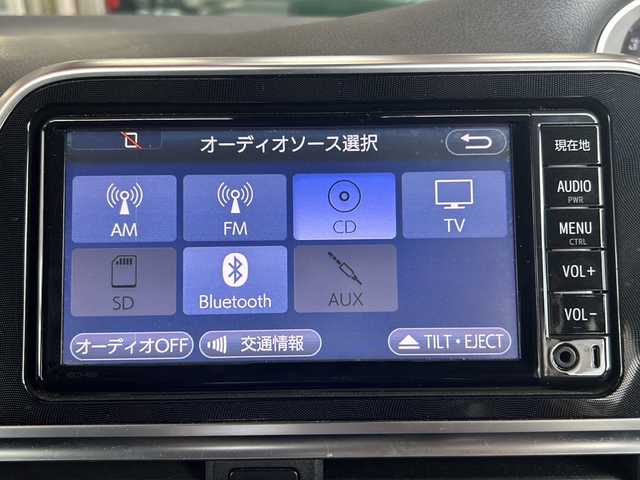 オーディオソース選択
AM
FM
CD
TV
SD
Bluetooth
AUX
オーディオOFF
交通情報
TILT・EJECT
現在地
AUDIO
PWR
MENU
CTRL
VOL+
VOL-